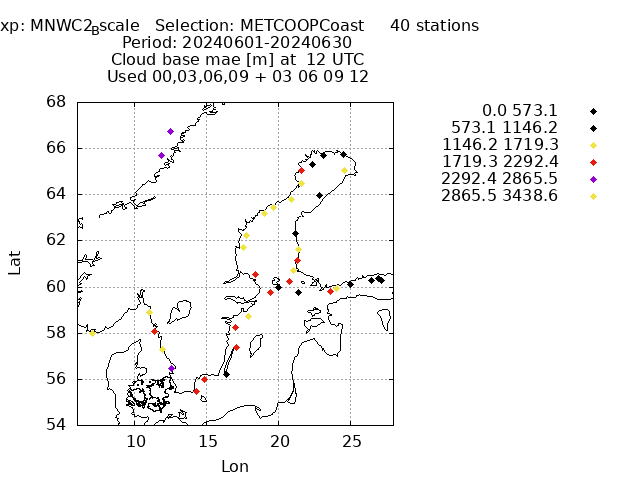 xp: MNWC2Bscale Selection: METCOOPCoast 40 stations
Period: 20240601-20240630
Cloud base mae [m] at 12 UTC
Used 00,03,06,09 + 03 06 09 12
0.0 573.1
573.1 1146.2
1146.2 1719.3
1719.3 2292.4
2292.4 2865.5
2865.5 3438.6
68
66
64
62
60
58
56
54
Lat
10 15 20 25
Lon